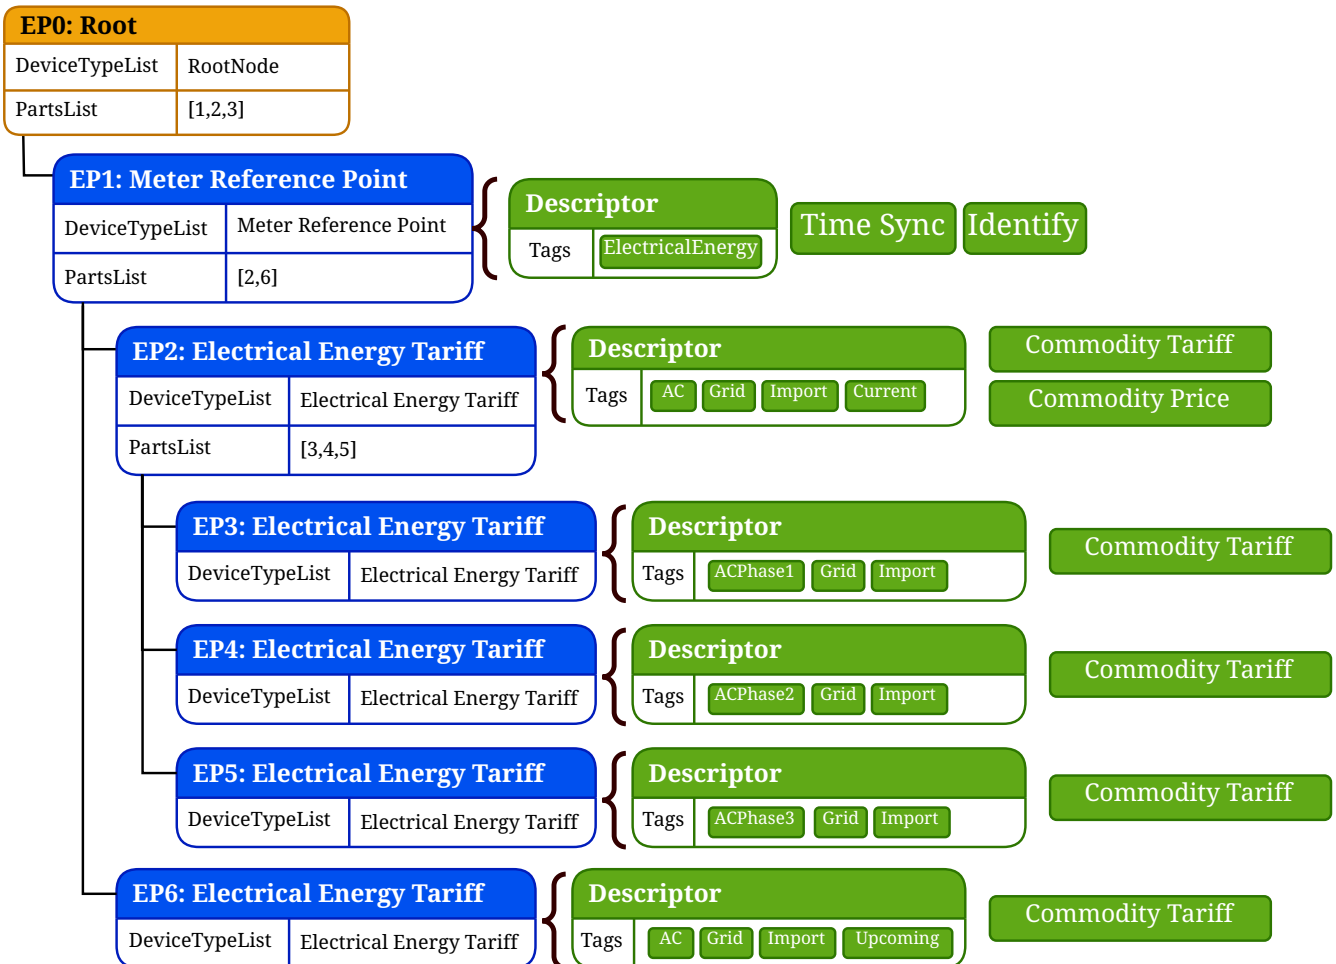 EP0: Root
DeviceTypeList RootNode
PartsList [1,2,3]
EP1: Meter Reference Point
DeviceTypeList Meter Reference Point
PartsList [2,6]
Descriptor
Tags ElectricalEnergy
Time Sync Identify
EP2: Electrical Energy Tariff
DeviceTypeList Electrical Energy Tariff
PartsList [3,4,5]
Descriptor
Tags AC Grid Import Current
Commodity Tariff
Commodity Price
EP3: Electrical Energy Tariff
DeviceTypeList Electrical Energy Tariff
Descriptor
Tags ACPhase1 Grid Import
Commodity Tariff
EP4: Electrical Energy Tariff
DeviceTypeList Electrical Energy Tariff
Descriptor
Tags ACPhase2 Grid Import
Commodity Tariff
EP5: Electrical Energy Tariff
DeviceTypeList Electrical Energy Tariff
Descriptor
Tags ACPhase3 Grid Import
Commodity Tariff
EP6: Electrical Energy Tariff
DeviceTypeList Electrical Energy Tariff
Descriptor
Tags AC Grid Import Upcoming
Commodity Tariff